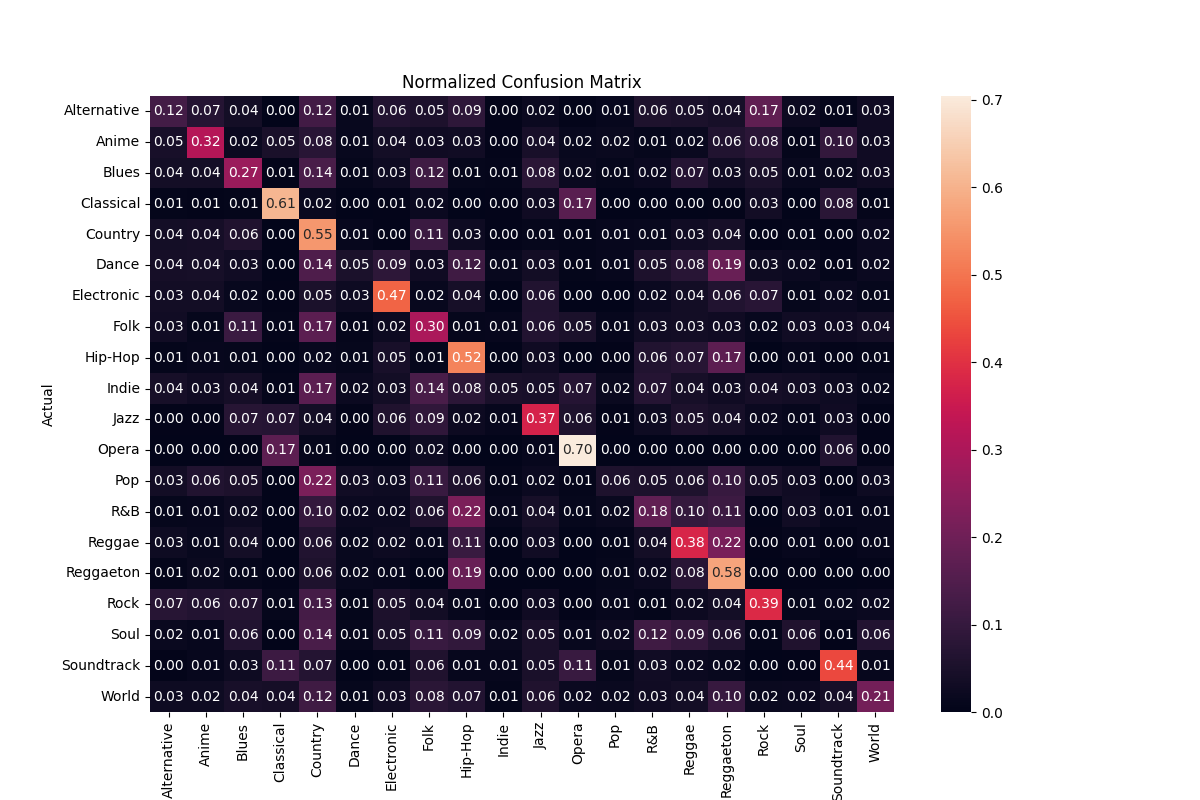 Normalized Confusion Matrix
Alternative 0.12 0.07 0.04 0.00 0.12 0.01 0.06 0.05 0.09 0.00 0.02 0.00 0.01 0.06 0.05 0.04 0.17 0.02 0.01 0.03
Anime 0.05 0.32 0.02 0.05 0.08 0.01 0.04 0.03 0.03 0.00 0.04 0.02 0.02 0.01 0.02 0.06 0.08 0.01 0.10 0.03
Blues 0.04 0.04 0.27 0.01 0.14 0.01 0.03 0.12 0.01 0.01 0.08 0.02 0.01 0.02 0.07 0.03 0.05 0.01 0.02 0.03
Classical 0.01 0.01 0.01 0.61 0.02 0.00 0.01 0.02 0.00 0.00 0.03 0.17 0.00 0.00 0.00 0.00 0.03 0.00 0.08 0.01
Country 0.04 0.04 0.06 0.00 0.55 0.01 0.00 0.11 0.03 0.00 0.01 0.01 0.01 0.01 0.03 0.04 0.00 0.01 0.00 0.02
Dance 0.04 0.04 0.03 0.00 0.14 0.05 0.09 0.03 0.12 0.01 0.03 0.01 0.01 0.05 0.08 0.19 0.03 0.02 0.01 0.02
Electronic 0.03 0.04 0.02 0.00 0.05 0.03 0.47 0.02 0.04 0.00 0.06 0.00 0.00 0.02 0.04 0.06 0.07 0.01 0.02 0.01
Folk 0.03 0.01 0.11 0.01 0.17 0.01 0.02 0.30 0.01 0.01 0.06 0.05 0.01 0.03 0.03 0.03 0.02 0.03 0.03 0.04
Hip-Hop 0.01 0.01 0.01 0.00 0.02 0.01 0.05 0.01 0.52 0.00 0.03 0.00 0.00 0.06 0.07 0.17 0.00 0.01 0.00 0.01
Indie 0.04 0.03 0.04 0.01 0.17 0.02 0.03 0.14 0.08 0.05 0.05 0.07 0.02 0.07 0.04 0.03 0.04 0.03 0.03 0.02
Jazz 0.00 0.00 0.07 0.07 0.04 0.00 0.06 0.09 0.02 0.01 0.37 0.06 0.01 0.03 0.05 0.04 0.02 0.01 0.03 0.00
Opera 0.00 0.00 0.00 0.17 0.01 0.00 0.00 0.02 0.00 0.00 0.01 0.70 0.00 0.00 0.00 0.00 0.00 0.00 0.06 0.00
Pop 0.03 0.06 0.05 0.00 0.22 0.03 0.03 0.11 0.06 0.01 0.02 0.01 0.06 0.05 0.06 0.10 0.05 0.03 0.00 0.03
R&B 0.01 0.01 0.02 0.00 0.10 0.02 0.02 0.06 0.22 0.01 0.04 0.01 0.02 0.18 0.10 0.11 0.00 0.03 0.01 0.01
Reggae 0.03 0.01 0.04 0.00 0.06 0.02 0.02 0.01 0.11 0.00 0.03 0.00 0.01 0.04 0.38 0.22 0.00 0.01 0.00 0.01
Reggaeton 0.01 0.02 0.01 0.00 0.06 0.02 0.01 0.00 0.19 0.00 0.00 0.00 0.01 0.02 0.08 0.58 0.00 0.00 0.00 0.00
Rock 0.07 0.06 0.07 0.01 0.13 0.01 0.05 0.04 0.01 0.00 0.03 0.00 0.01 0.01 0.02 0.04 0.39 0.01 0.02 0.02
Soul 0.02 0.01 0.06 0.00 0.14 0.01 0.05 0.11 0.09 0.02 0.05 0.01 0.02 0.12 0.09 0.06 0.01 0.06 0.01 0.06
Soundtrack 0.00 0.01 0.03 0.11 0.07 0.00 0.01 0.06 0.01 0.01 0.05 0.11 0.01 0.03 0.02 0.02 0.00 0.00 0.44 0.01
World 0.03 0.02 0.04 0.04 0.12 0.01 0.03 0.08 0.07 0.01 0.06 0.02 0.02 0.03 0.04 0.10 0.02 0.02 0.04 0.21
Actual
Alternative Anime Blues Classical Country Dance Electronic Folk Hip-Hop Indie Jazz Opera Pop R&B Reggae Reggaeton Rock Soul Soundtrack World
0.7
0.6
0.5
0.4
0.3
0.2
0.1
0.0